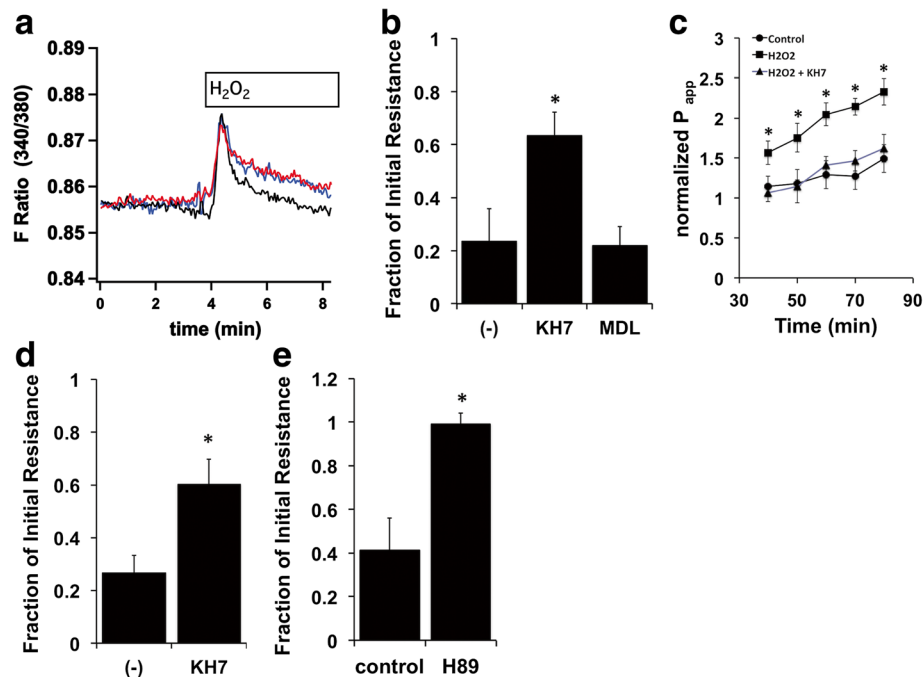 a
0.89
0.88
0.87
0.86
0.85
0.84
F Ratio (340/380)
H2O2
0
2
4
6
8
time (min)
b
1
0.8
0.6
0.4
0.2
0
Fraction of Initial Resistance
*
(-)
KH7
MDL
c
Control
H2O2
H2O2 + KH7
3
2.5
2
1.5
1
0.5
0
normalized Papp
* * * * *
30
50
70
90
Time (min)
d
1
0.8
0.6
0.4
0.2
0
Fraction of Initial Resistance
*
(-)
KH7
e
1.2
1
0.8
0.6
0.4
0.2
0
Fraction of Initial Resistance
*
control
H89